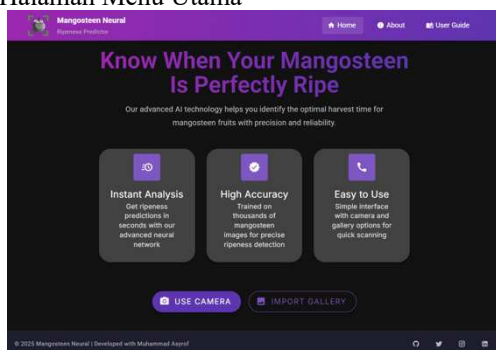 Halaman Menu Utama
Mangosteen Neural
Ripeness Predictor
Home
About
User Guide
Know When Your Mangosteen
Is Perfectly Ripe
Our advanced AI technology helps you identify the optimal harvest time for
mangosteen fruits with precision and reliability.
Instant Analysis
Get ripeness
predictions in
seconds with our
advanced neural
network
High Accuracy
Trained on
thousands of
mangosteen
images for precise
ripeness detection
Easy to Use
Simple interface
with camera and
gallery options for
quick scanning
USE CAMERA
IMPORT GALLERY
© 2025 Mangosteen Neural | Developed with Muhammad Asyrof